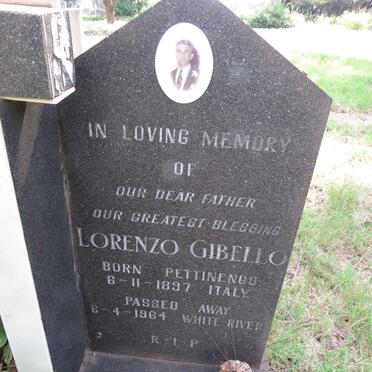 IN LOVING MEMORY
OF
OUR DEAR FATHER
OUR GREATEST BLESSING
LORENZO GIBELLO
BORN PETTINENGO
6-11-1897 ITALY
PASSED AWAY
6-4-1964 WHITE RIVER
R·I·P